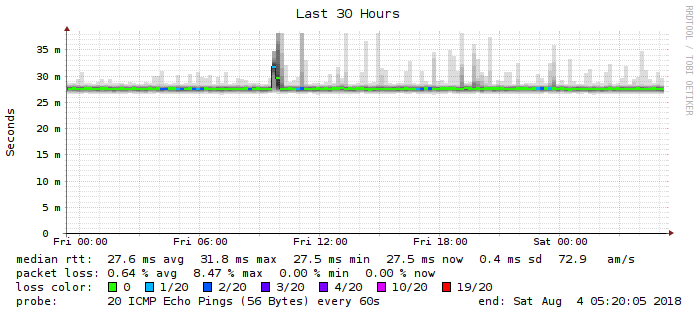 Last 30 Hours
RRDTOOL / TOBI OETIKER
Seconds
35 m
30 m
25 m
20 m
15 m
10 m
5 m
0
Fri 00:00 Fri 06:00 Fri 12:00 Fri 18:00 Sat 00:00
median rtt: 27.6 ms avg 31.8 ms max 27.5 ms min 27.5 ms now 0.4 ms sd 72.9 am/s
packet loss: 0.64 % avg 8.47 % max 0.00 % min 0.00 % now
loss color: 0 1/20 2/20 3/20 4/20 10/20 19/20
probe: 20 ICMP Echo Pings (56 Bytes) every 60s end: Sat Aug 4 05:20:05 2018